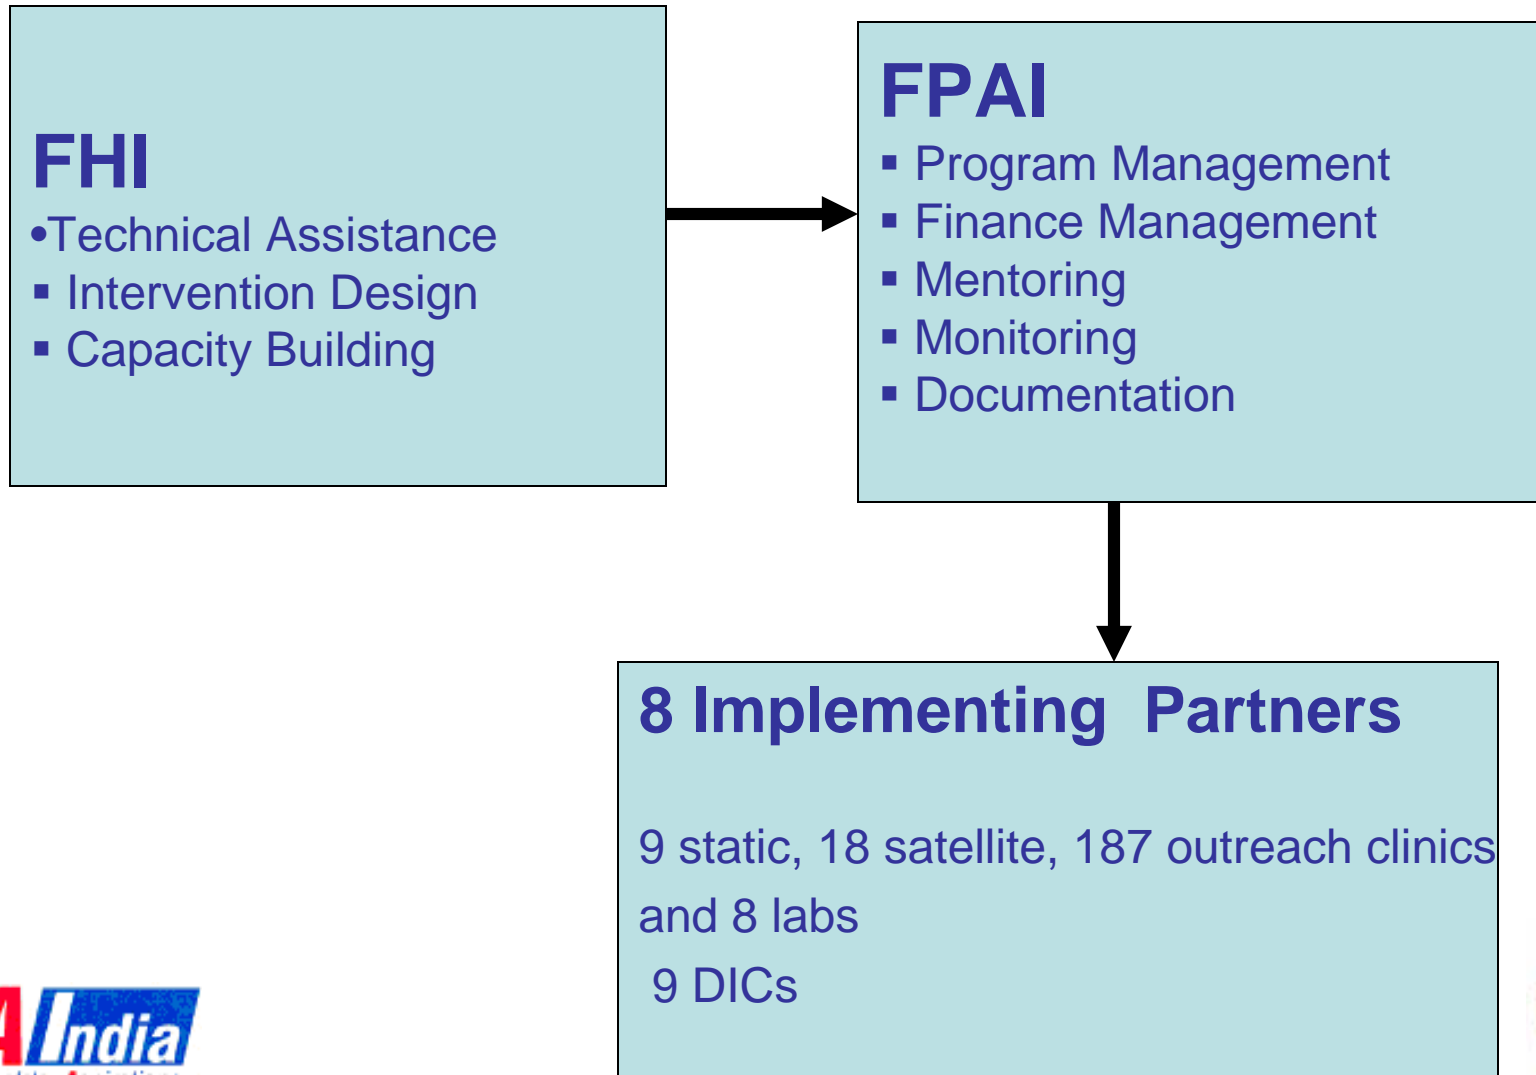 FHI
•Technical Assistance
▪ Intervention Design
▪ Capacity Building
FPAI
▪ Program Management
▪ Finance Management
▪ Mentoring
▪ Monitoring
▪ Documentation
8 Implementing Partners
9 static, 18 satellite, 187 outreach clinics
and 8 labs
9 DICs
A India